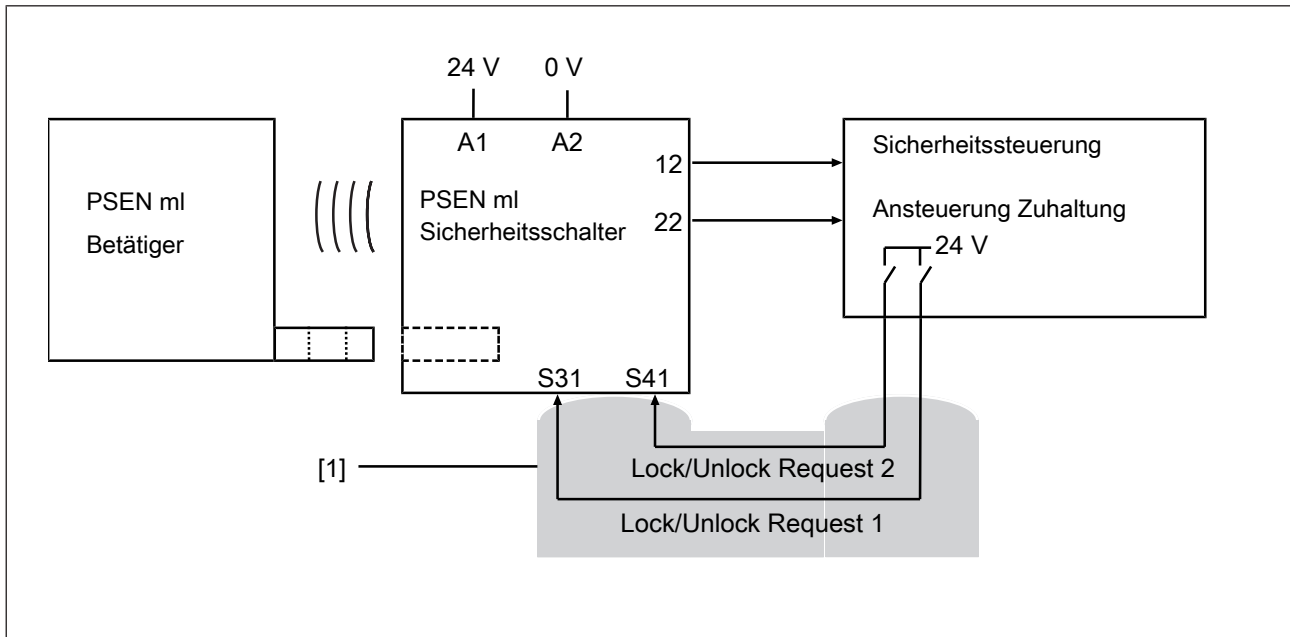 24 V
0 V
A1
A2
12
22
PSEN ml
Betätiger
PSEN ml
Sicherheitsschalter
S31
S41
Sicherheitssteuerung
Ansteuerung Zuhaltung
24 V
[1]
Lock/Unlock Request 2
Lock/Unlock Request 1